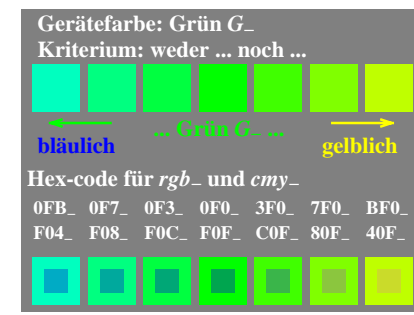 Gerätefarbe: Grün G_
Kriterium: weder ... noch ...
... Grün G_ ...
bläulich gelblich
Hex-code für rgb_ und cmy_
0FB_ 0F7_ 0F3_ 0F0_ 3F0_ 7F0_ BF0_
F04_ F08_ F0C_ F0F_ C0F_ 80F_ 40F_